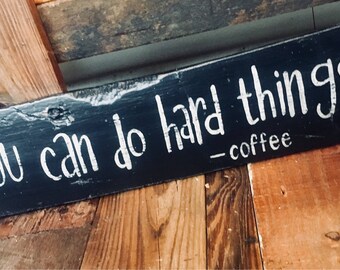 ou can do hard things
-coffee